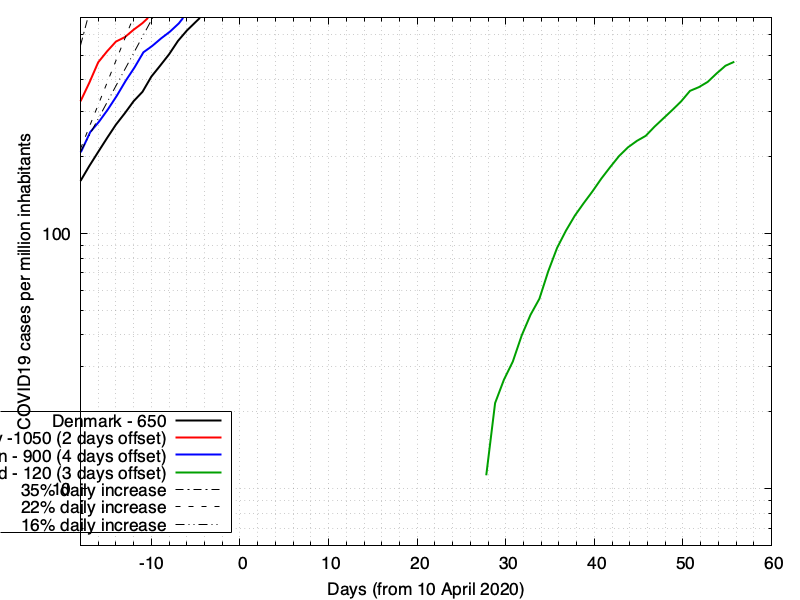 COVID19 cases per million inhabitants
100
10
Denmark - 650
-1050 (2 days offset)
- 900 (4 days offset)
- 120 (3 days offset)
35% daily increase
22% daily increase
16% daily increase
-10 0 10 20 30 40 50 60
Days (from 10 April 2020)